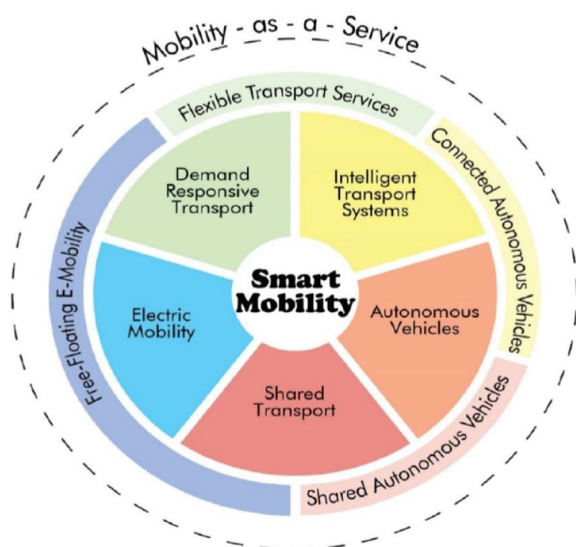 Mobility - as - a - Service
Flexible Transport Services
Connected Autonomous Vehicles
Free-Floating E-Mobility
Demand
Responsive
Transport
Intelligent
Transport
Systems
Smart
Mobility
Electric
Mobility
Autonomous
Vehicles
Shared
Transport
Shared Autonomous Vehicles